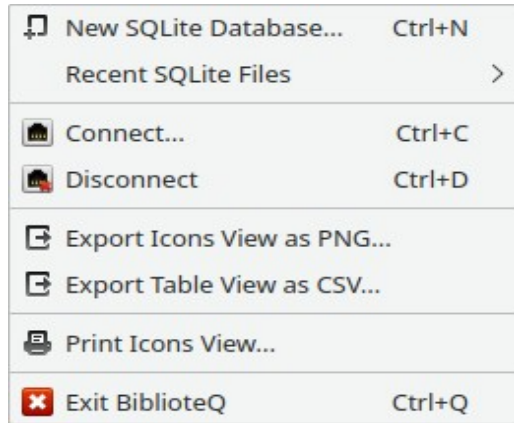 New SQLite Database... Ctrl+N
Recent SQLite Files
Connect... Ctrl+C
Disconnect Ctrl+D
Export Icons View as PNG...
Export Table View as CSV...
Print Icons View...
Exit BiblioteQ Ctrl+Q